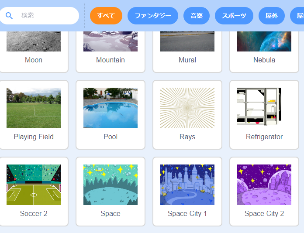 検索
すべて ファンタジー 音楽 スポーツ 屋外
Moon Mountain Mural Nebula
Playing Field Pool Rays Refrigerator
Soccer 2 Space Space City 1 Space City 2